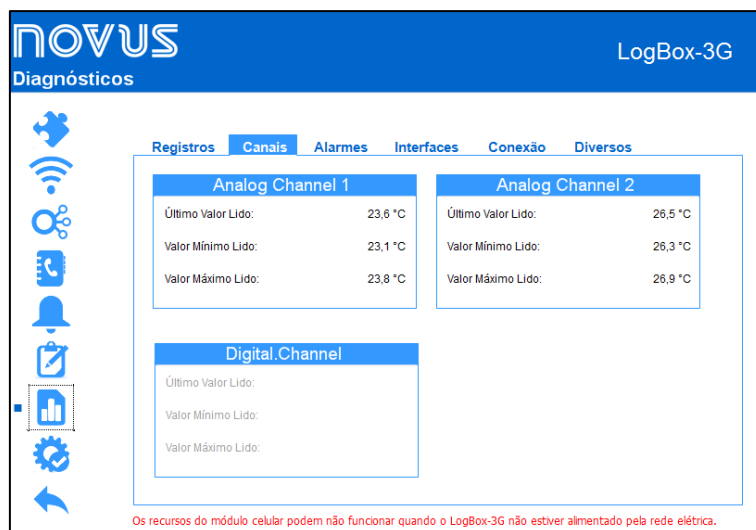 NOVUS
LogBox-3G
Diagnósticos
Registros Canais Alarmes Interfaces Conexão Diversos
Analog Channel 1
Último Valor Lido: 23,6 °C
Valor Mínimo Lido: 23,1 °C
Valor Máximo Lido: 23,8 °C
Analog Channel 2
Último Valor Lido: 26,5 °C
Valor Mínimo Lido: 26,3 °C
Valor Máximo Lido: 26,9 °C
Digital.Channel
Último Valor Lido:
Valor Mínimo Lido:
Valor Máximo Lido:
Os recursos do módulo celular podem não funcionar quando o LogBox-3G não estiver alimentado pela rede elétrica.